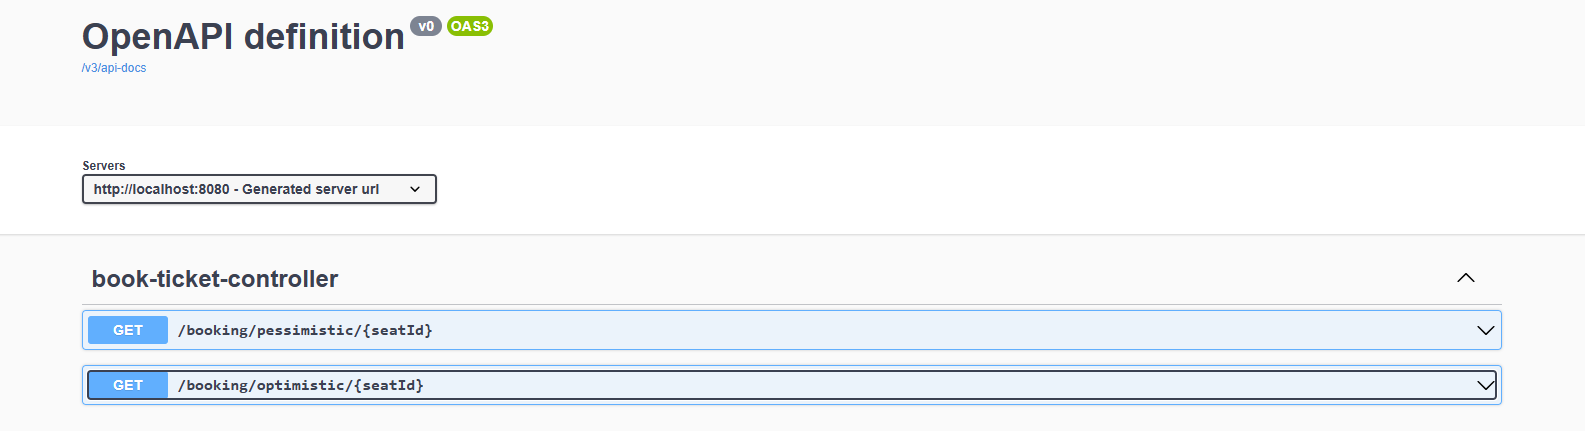 OpenAPI definition v0 OAS3
/v3/api-docs
Servers
http://localhost:8080 - Generated server url
book-ticket-controller
GET /booking/pessimistic/{seatId}
GET /booking/optimistic/{seatId}